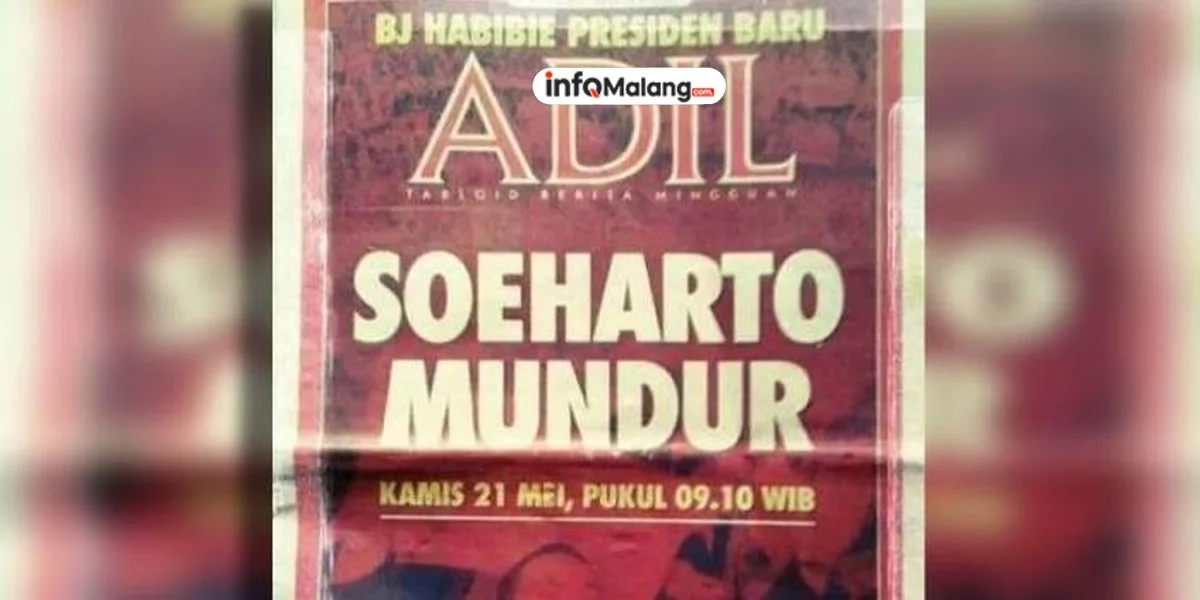 BJ HABIBIE PRESIDEN BARU
infoMalang.com
ADIL
TABLOID BERITA MINGGUAN
SOEHARTO
MUNDUR
KAMIS 21 MEI, PUKUL 09.10 WIB